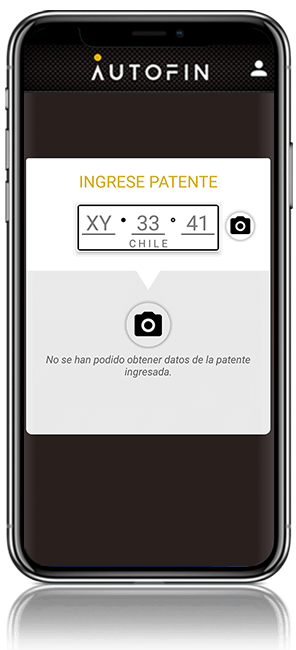 AUTOFIN
INGRESE PATENTE
XY • 33 ° 41
CHILE
No se han podido obtener datos de la patente
ingresada.